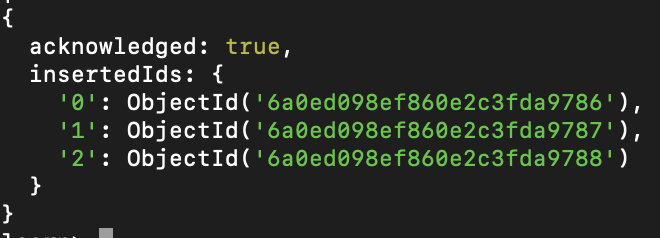 {
acknowledged: true,
insertedIds: {
'0': ObjectId('6a0ed098ef860e2c3fda9786'),
'1': ObjectId('6a0ed098ef860e2c3fda9787'),
'2': ObjectId('6a0ed098ef860e2c3fda9788')
}
}